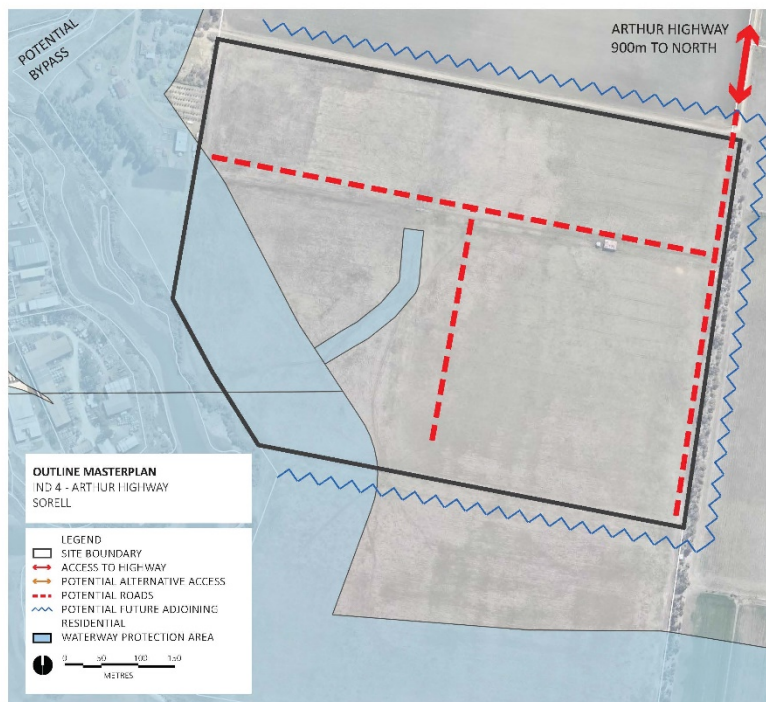 POTENTIAL
BYPASS
ARTHUR HIGHWAY
900m TO NORTH
OUTLINE MASTERPLAN
IND 4 - ARTHUR HIGHWAY
SORELL
LEGEND
SITE BOUNDARY
ACCESS TO HIGHWAY
POTENTIAL ALTERNATIVE ACCESS
POTENTIAL ROADS
POTENTIAL FUTURE ADJOINING
RESIDENTIAL
WATERWAY PROTECTION AREA
0 50 100 150
METRES